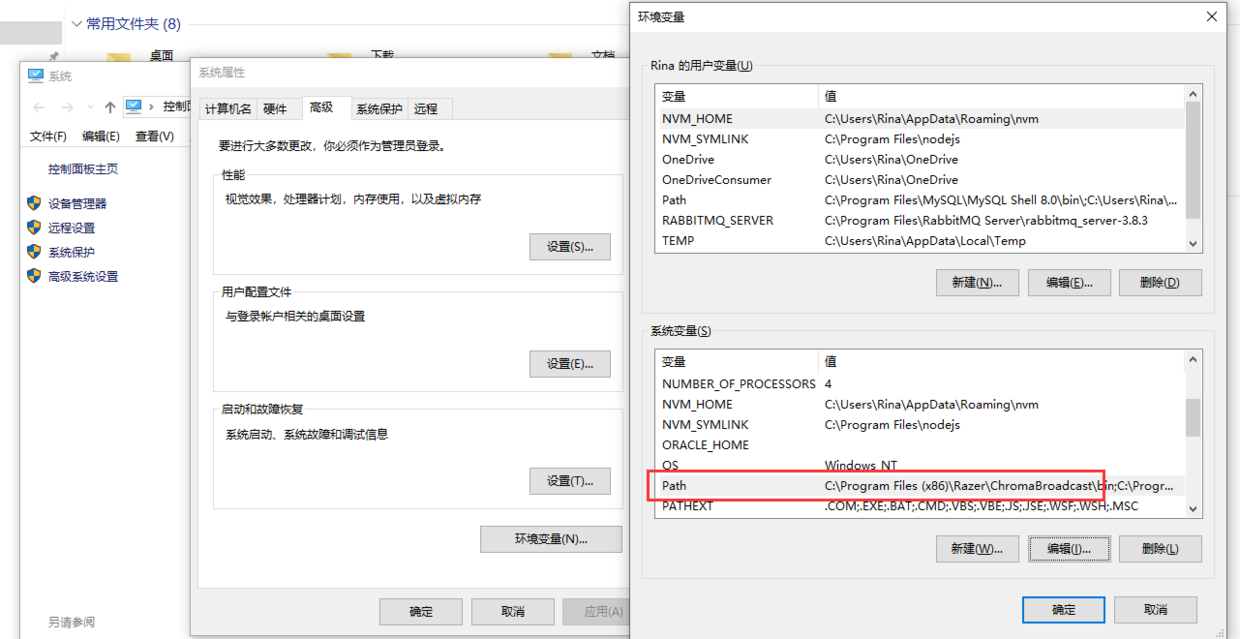 常用文件夹 (8)
桌面
下载
文档
系统
控制面
文件(F) 编辑(E) 查看(V)
控制面板主页
设备管理器
远程设置
系统保护
高级系统设置
另请参阅
系统属性
计算机名 硬件 高级 系统保护 远程
要进行大多数更改，你必须作为管理员登录。
性能
视觉效果，处理器计划，内存使用，以及虚拟内存
设置(S)...
用户配置文件
与登录帐户相关的桌面设置
设置(E)...
启动和故障恢复
系统启动、系统故障和调试信息
设置(T)...
环境变量(N)...
确定 取消 应用(A)
环境变量
Rina 的用户变量(U)
变量 值
NVM_HOME C:\Users\Rina\AppData\Roaming\nvm
NVM_SYMLINK C:\Program Files\nodejs
OneDrive C:\Users\Rina\OneDrive
OneDriveConsumer C:\Users\Rina\OneDrive
Path C:\Program Files\MySQL\MySQL Shell 8.0\bin\;C:\Users\Rina\...
RABBITMQ_SERVER C:\Program Files\RabbitMQ Server\rabbitmq_server-3.8.3
TEMP C:\Users\Rina\AppData\Local\Temp
新建(N)... 编辑(E)... 删除(D)
系统变量(S)
变量 值
NUMBER_OF_PROCESSORS 4
NVM_HOME C:\Users\Rina\AppData\Roaming\nvm
NVM_SYMLINK C:\Program Files\nodejs
ORACLE_HOME
OS Windows_NT
Path C:\Program Files (x86)\Razer\ChromaBroadcast\bin;C:\Progr...
PATHEXT .COM;.EXE;.BAT;.CMD;.VBS;.VBE;.JS;.JSE;.WSF;.WSH;.MSC
新建(W)... 编辑(I)... 删除(L)
确定 取消